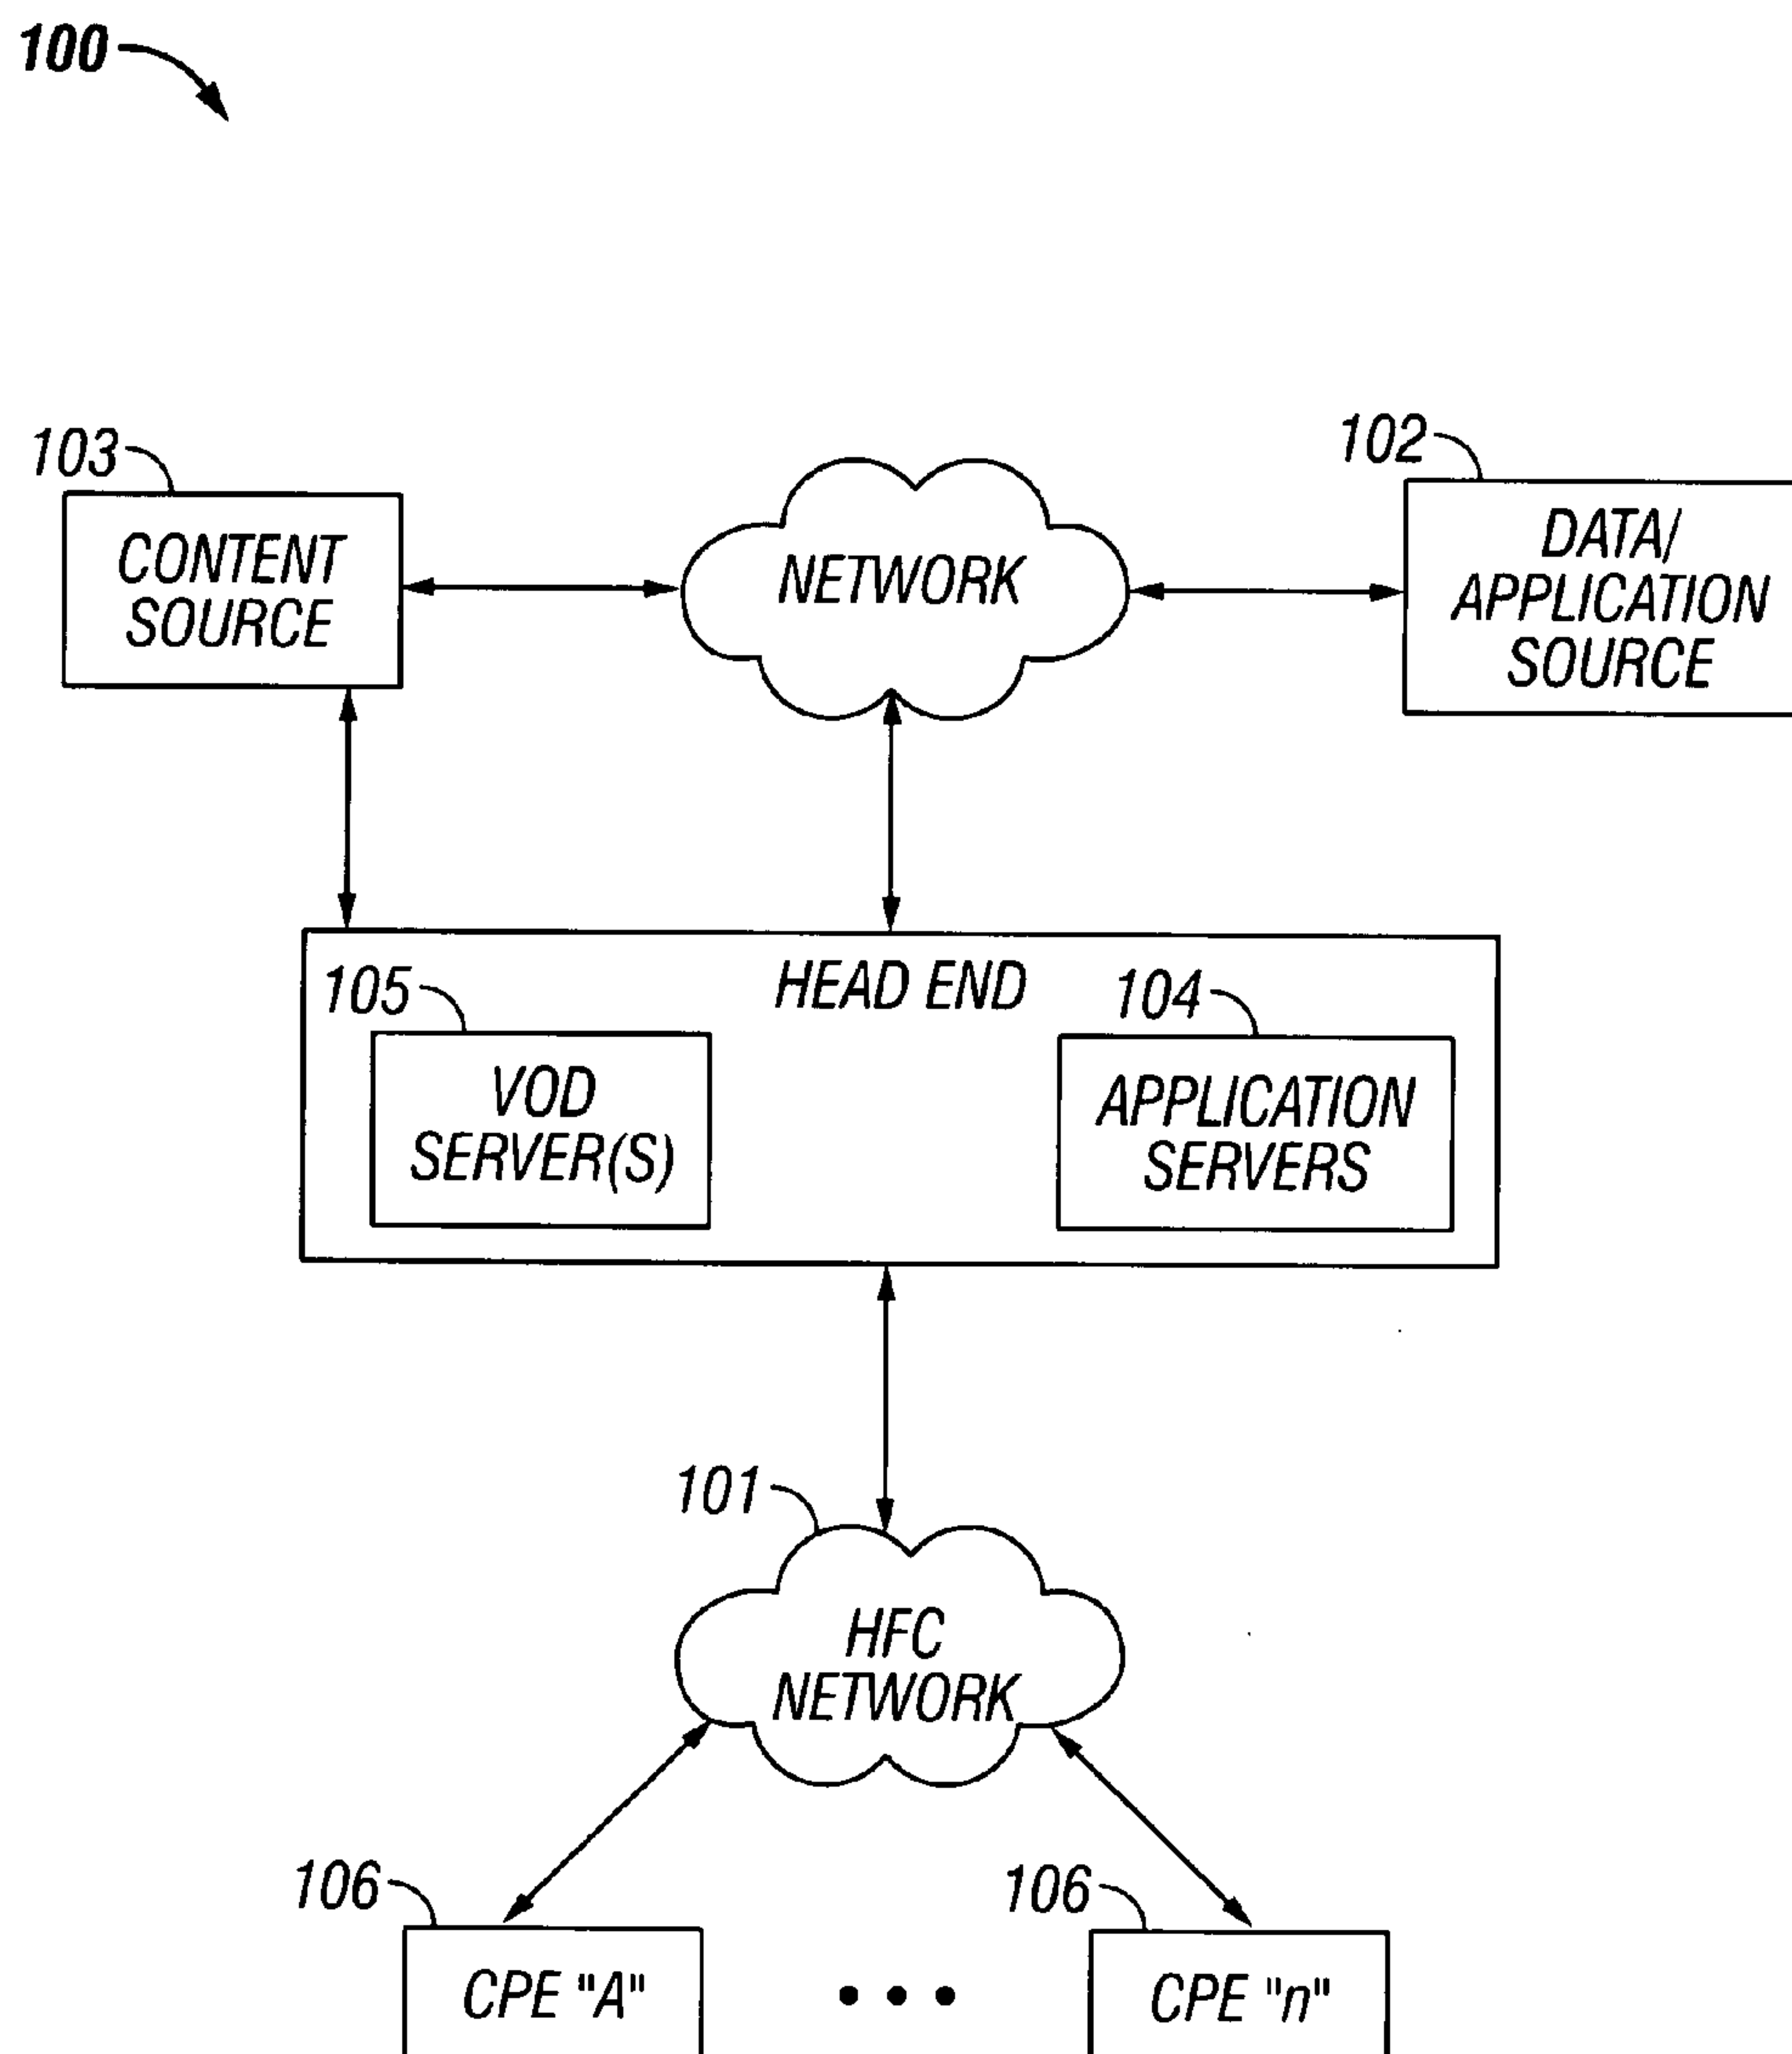 100
103
102
CONTENT
SOURCE
NETWORK
DATA/
APPLICATION
SOURCE
HEAD END
105
104
VOD
SERVER(S)
APPLICATION
SERVERS
101
HFC
NETWORK
106
106
CPE "A"
• • •
CPE "n"